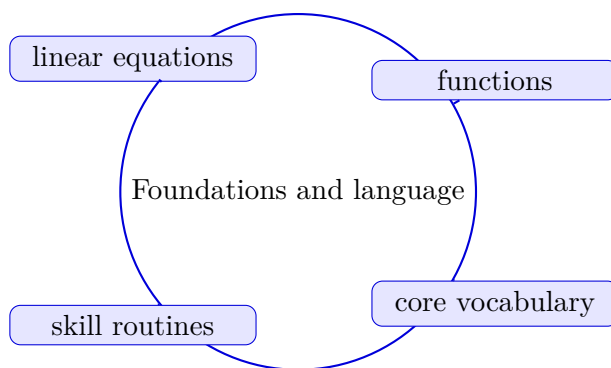 linear equations
functions
Foundations and language
core vocabulary
skill routines